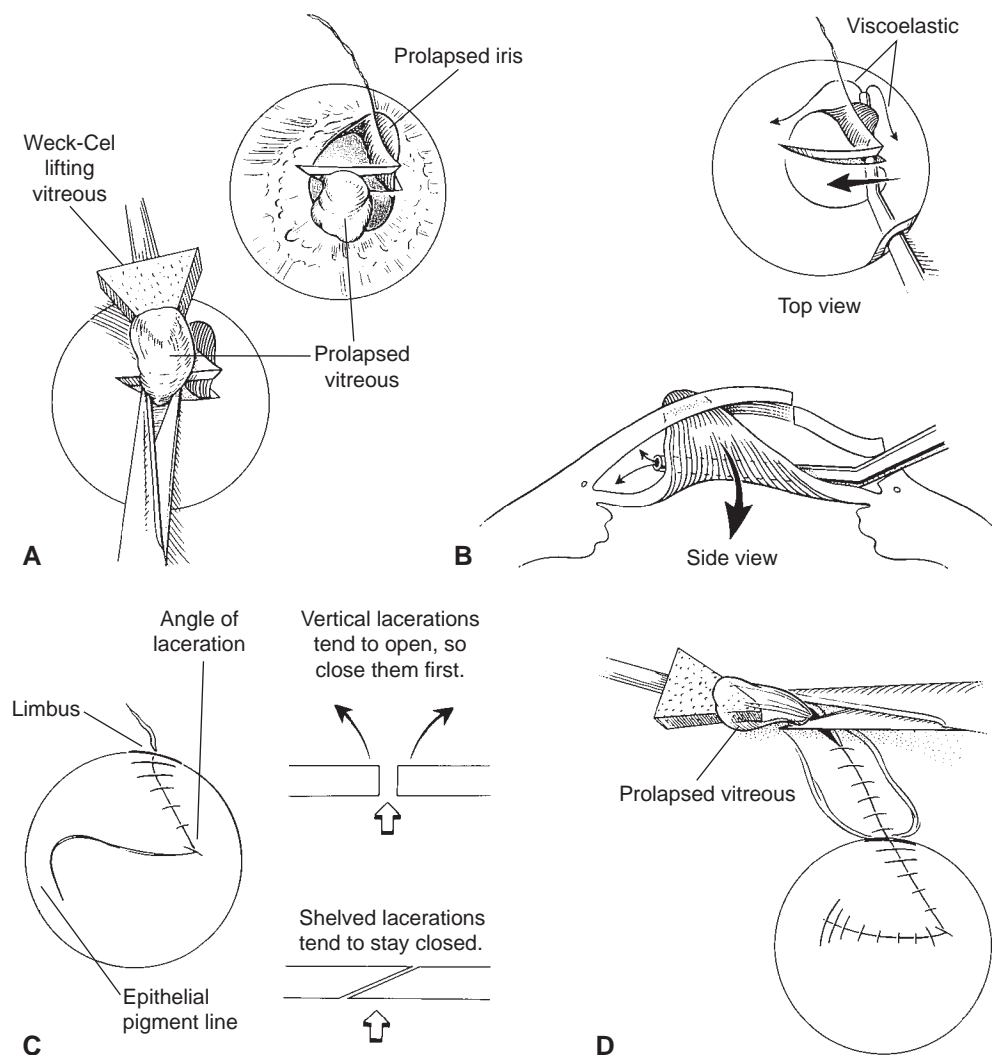 Prolapsed iris
Weck-Cel
lifting
vitreous
Prolapsed
vitreous
A
Viscoelastic
Top view
Side view
B
Angle of
laceration
Limbus
Epithelial
pigment line
Vertical lacerations
tend to open, so
close them first.
Shelved lacerations
tend to stay closed.
C
Prolapsed vitreous
D